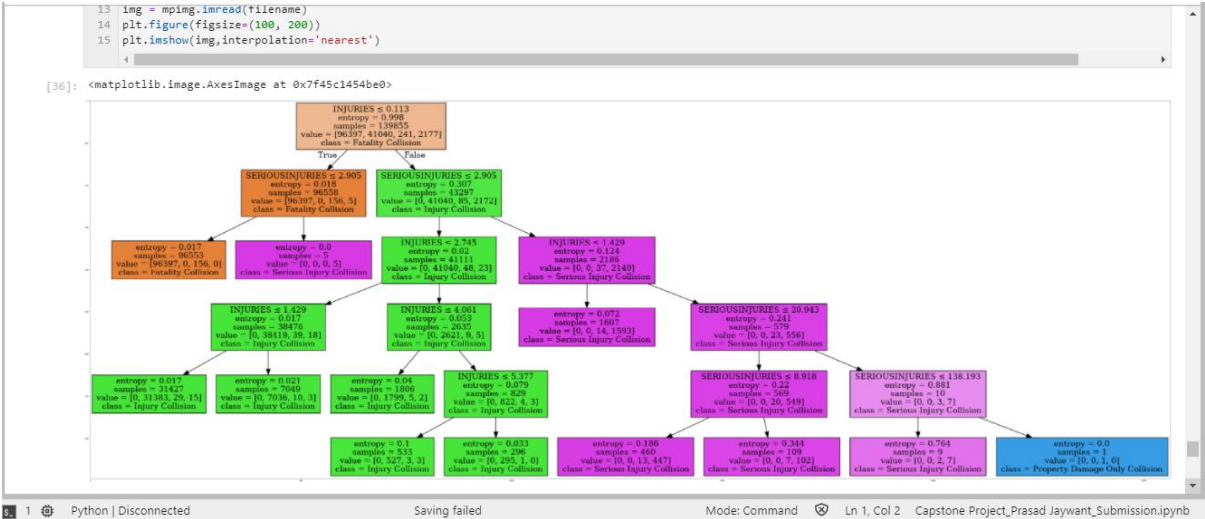 13 img = mpimg.imread(filename)
14 plt.figure(figsize=(100, 200))
15 plt.imshow(img,interpolation='nearest')
[36]: <matplotlib.image.AxesImage at 0x7f45c1454be0>
INJURIES ≤ 0.113
entropy = 0.998
samples = 139855
value = [96397, 41040, 241, 2177]
class = Fatality Collision
True
False
SERIOUSINJURIES ≤ 2.905
entropy = 0.018
samples = 96558
value = [96397, 0, 156, 5]
class = Fatality Collision
SERIOUSINJURIES ≤ 2.905
entropy = 0.307
samples = 43297
value = [0, 41040, 85, 2172]
class = Injury Collision
entropy = 0.017
samples = 96553
value = [96397, 0, 156, 0]
class = Fatality Collision
entropy = 0.0
samples = 5
value = [0, 0, 0, 5]
class = Serious Injury Collision
INJURIES ≤ 2.745
entropy = 0.02
samples = 41111
value = [0, 41040, 48, 23]
class = Injury Collision
INJURIES ≤ 1.429
entropy = 0.124
samples = 2186
value = [0, 0, 37, 2149]
class = Serious Injury Collision
INJURIES ≤ 1.429
entropy = 0.017
samples = 38476
value = [0, 38419, 39, 18]
class = Injury Collision
INJURIES ≤ 4.061
entropy = 0.053
samples = 2635
value = [0, 2621, 9, 5]
class = Injury Collision
entropy = 0.072
samples = 1607
value = [0, 0, 14, 1593]
class = Serious Injury Collision
SERIOUSINJURIES ≤ 20.943
entropy = 0.241
samples = 579
value = [0, 0, 23, 556]
class = Serious Injury Collision
entropy = 0.017
samples = 31427
value = [0, 31383, 29, 15]
class = Injury Collision
entropy = 0.021
samples = 7049
value = [0, 7036, 10, 3]
class = Injury Collision
entropy = 0.04
samples = 1806
value = [0, 1799, 5, 2]
class = Injury Collision
INJURIES ≤ 5.377
entropy = 0.079
samples = 829
value = [0, 822, 4, 3]
class = Injury Collision
SERIOUSINJURIES ≤ 8.918
entropy = 0.22
samples = 569
value = [0, 0, 20, 549]
class = Serious Injury Collision
SERIOUSINJURIES ≤ 138.193
entropy = 0.881
samples = 10
value = [0, 0, 3, 7]
class = Serious Injury Collision
entropy = 0.1
samples = 533
value = [0, 527, 3, 3]
class = Injury Collision
entropy = 0.033
samples = 296
value = [0, 295, 1, 0]
class = Injury Collision
entropy = 0.186
samples = 460
value = [0, 0, 13, 447]
class = Serious Injury Collision
entropy = 0.344
samples = 109
value = [0, 0, 7, 102]
class = Serious Injury Collision
entropy = 0.764
samples = 9
value = [0, 0, 2, 7]
class = Serious Injury Collision
entropy = 0.0
samples = 1
value = [0, 0, 1, 0]
class = Property Damage Only Collision
1 Python | Disconnected Saving failed Mode: Command Ln 1, Col 2 Capstone Project_Prasad Jaywant_Submission.ipynb